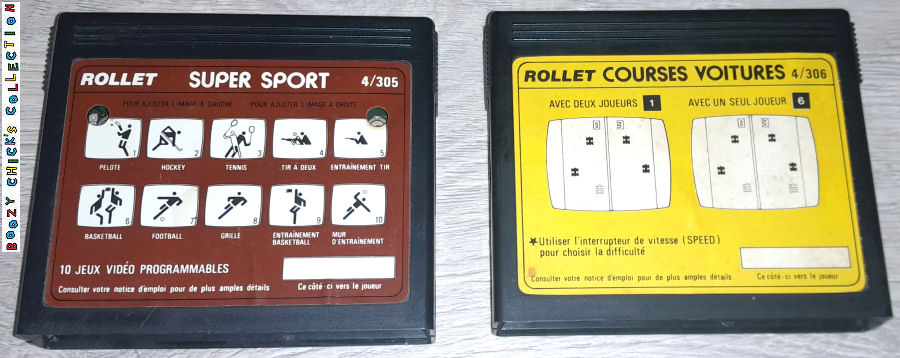 BOOZY CHICK'S COLLECTION
ROLLET SUPER SPORT 4/305
POUR AJUSTER L'IMAGE A GAUCHE POUR AJUSTER L'IMAGE A DROITE
1 2 3 4 5
PELOTE HOCKEY TENNIS TIR A DEUX ENTRAÎNEMENT TIR
6 7 8 9 10
BASKETBALL FOOTBALL GRILLE ENTRAÎNEMENT BASKETBALL MUR D'ENTRAÎNEMENT
10 JEUX VIDÉO PROGRAMMABLES
Consulter votre notice d'emploi pour de plus amples détails Ce côté-ci vers le joueur
ROLLET COURSES VOITURES 4/306
AVEC DEUX JOUEURS 1 AVEC UN SEUL JOUEUR 6
★Utiliser l'interrupteur de vitesse (SPEED)
pour choisir la difficulté
Consulter votre notice d'emploi pour de plus amples détails Ce côté-ci vers le joueur